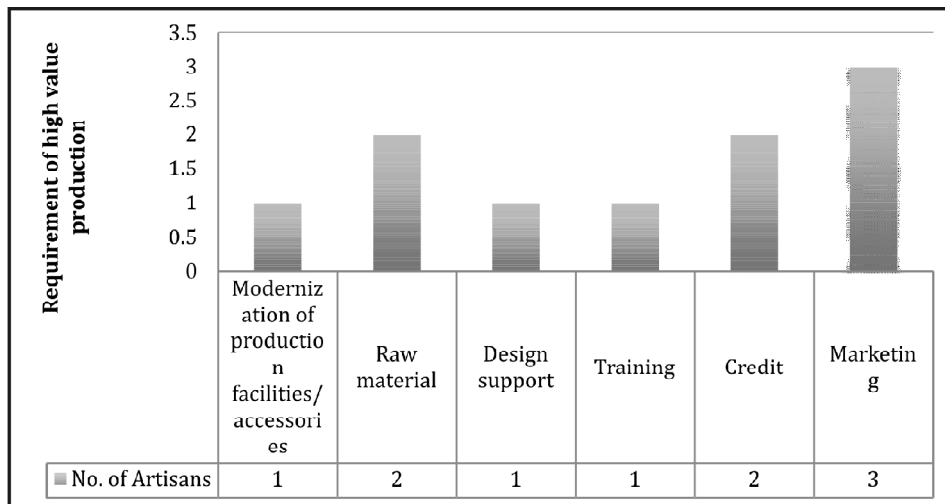 Requirement of high value
production
3.5
3
2.5
2
1.5
1
0.5
0
Moderniz
ation of
productio
n
facilities/
accessori
es
Raw
material
Design
support
Training
Credit
Marketin
g
No. of Artisans 1 2 1 1 2 3